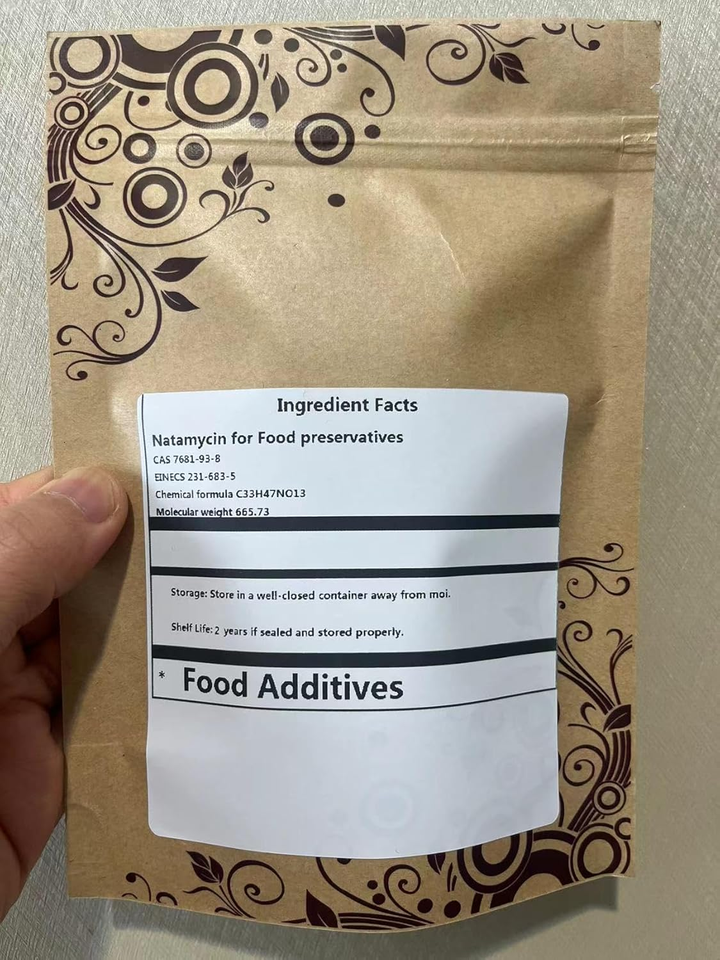 Ingredient Facts
Natamycin for Food preservatives
CAS 7681-93-8
EINECS 231-683-5
Chemical formula C33H47NO13
Molecular weight 665.73
Storage: Store in a well-closed container away from moi.
Shelf Life: 2 years if sealed and stored properly.
* Food Additives